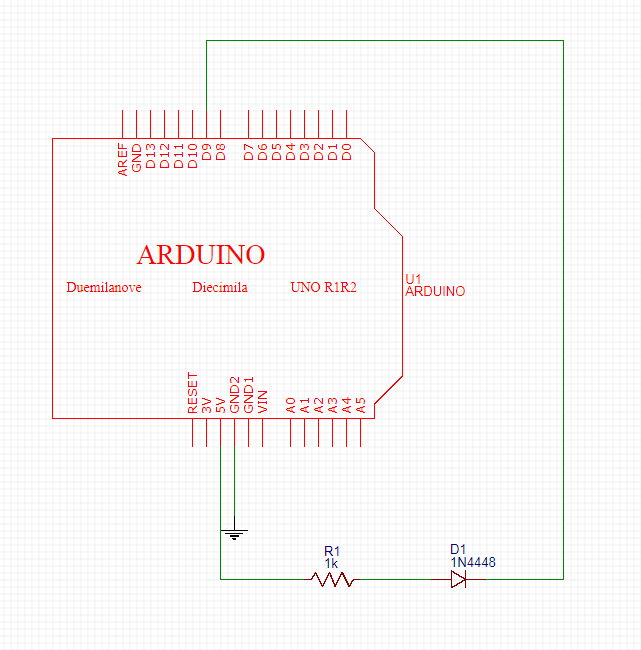 AREF
GND
D13
D12
D11
D10
D9
D8
D7
D6
D5
D4
D3
D2
D1
D0
ARDUINO
Duemilanove Diecimila UNO R1R2
U1
ARDUINO
RESET
3V
5V
GND2
GND1
VIN
A0
A1
A2
A3
A4
A5
R1
1k
D1
1N4448